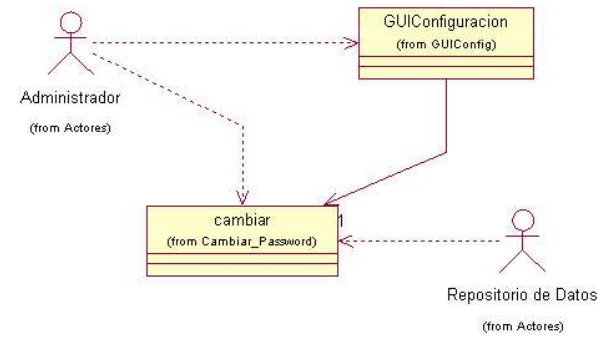 GUIConfiguracion
(from GUIConfig)
Administrador
(from Actores)
cambiar
1
(from Cambiar_Password)
Repositorio de Datos
(from Actores)